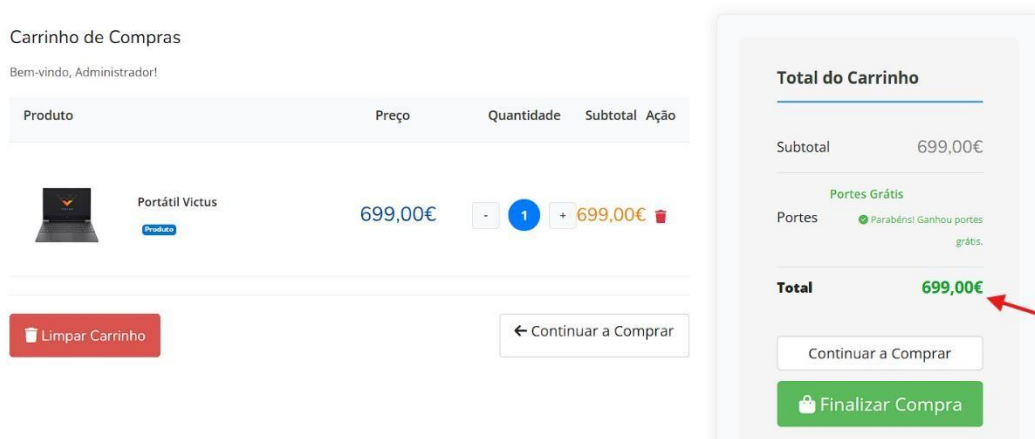 Carrinho de Compras
Bem-vindo, Administrador!
Produto Preço Quantidade Subtotal Ação
Portátil Victus
Produto
699,00€ - 1 + 699,00€
Limpar Carrinho
← Continuar a Comprar
Total do Carrinho
Subtotal 699,00€
Portes Grátis
Portes Parabéns! Ganhou portes
grátis.
Total 699,00€
Continuar a Comprar
Finalizar Compra